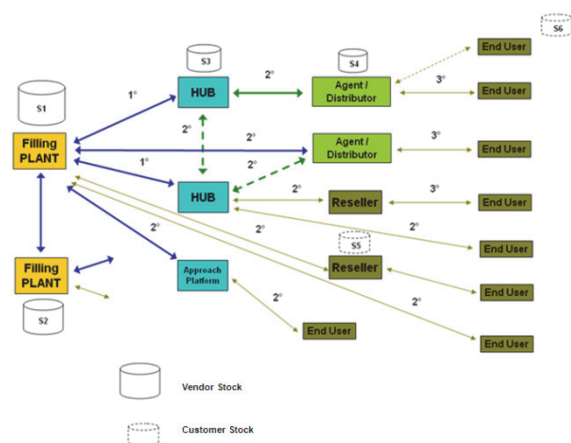 S6
End User
S3
S4
2°
3°
S1
HUB
Agent /
Distributor
End User
1°
2°
2°
3°
Filling
PLANT
Agent /
Distributor
End User
1°
2°
2°
3°
HUB
Reseller
End User
2°
2°
S5
End User
Filling
PLANT
Approach
Platform
Reseller
2°
End User
S2
2°
End User
End User
Vendor Stock
Customer Stock